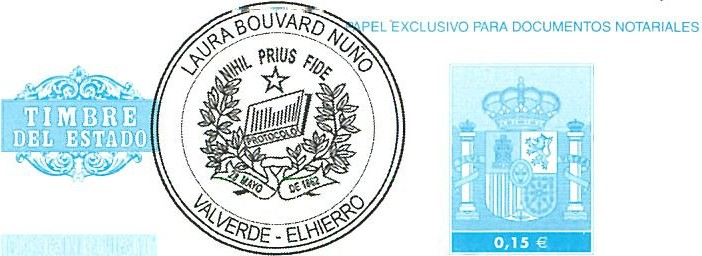 PAPEL EXCLUSIVO PARA DOCUMENTOS NOTARIALES
LAURA BOUVARD NUÑO
NIHIL PRIUS FIDE
TIMBRE
DEL ESTADO
PROTOCOLO
28 MAYO DE 1862
VALVERDE - ELHIERRO
0,15 €